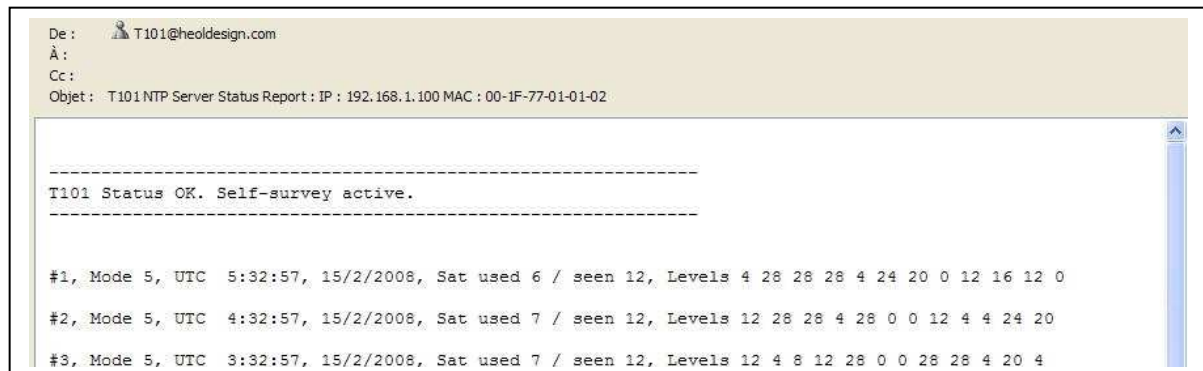 De : T101@heoldesign.com
À :
Cc :
Objet : T101 NTP Server Status Report : IP : 192.168.1.100 MAC : 00-1F-77-01-01-02
------------------------------------------------------------
T101 Status OK. Self-survey active.
------------------------------------------------------------
#1, Mode 5, UTC  5:32:57, 15/2/2008, Sat used 6 / seen 12, Levels 4 28 28 28 4 24 20 0 12 16 12 0
#2, Mode 5, UTC  4:32:57, 15/2/2008, Sat used 7 / seen 12, Levels 12 28 28 4 28 0 0 12 4 4 24 20
#3, Mode 5, UTC  3:32:57, 15/2/2008, Sat used 7 / seen 12, Levels 12 4 8 12 28 0 0 28 28 4 20 4